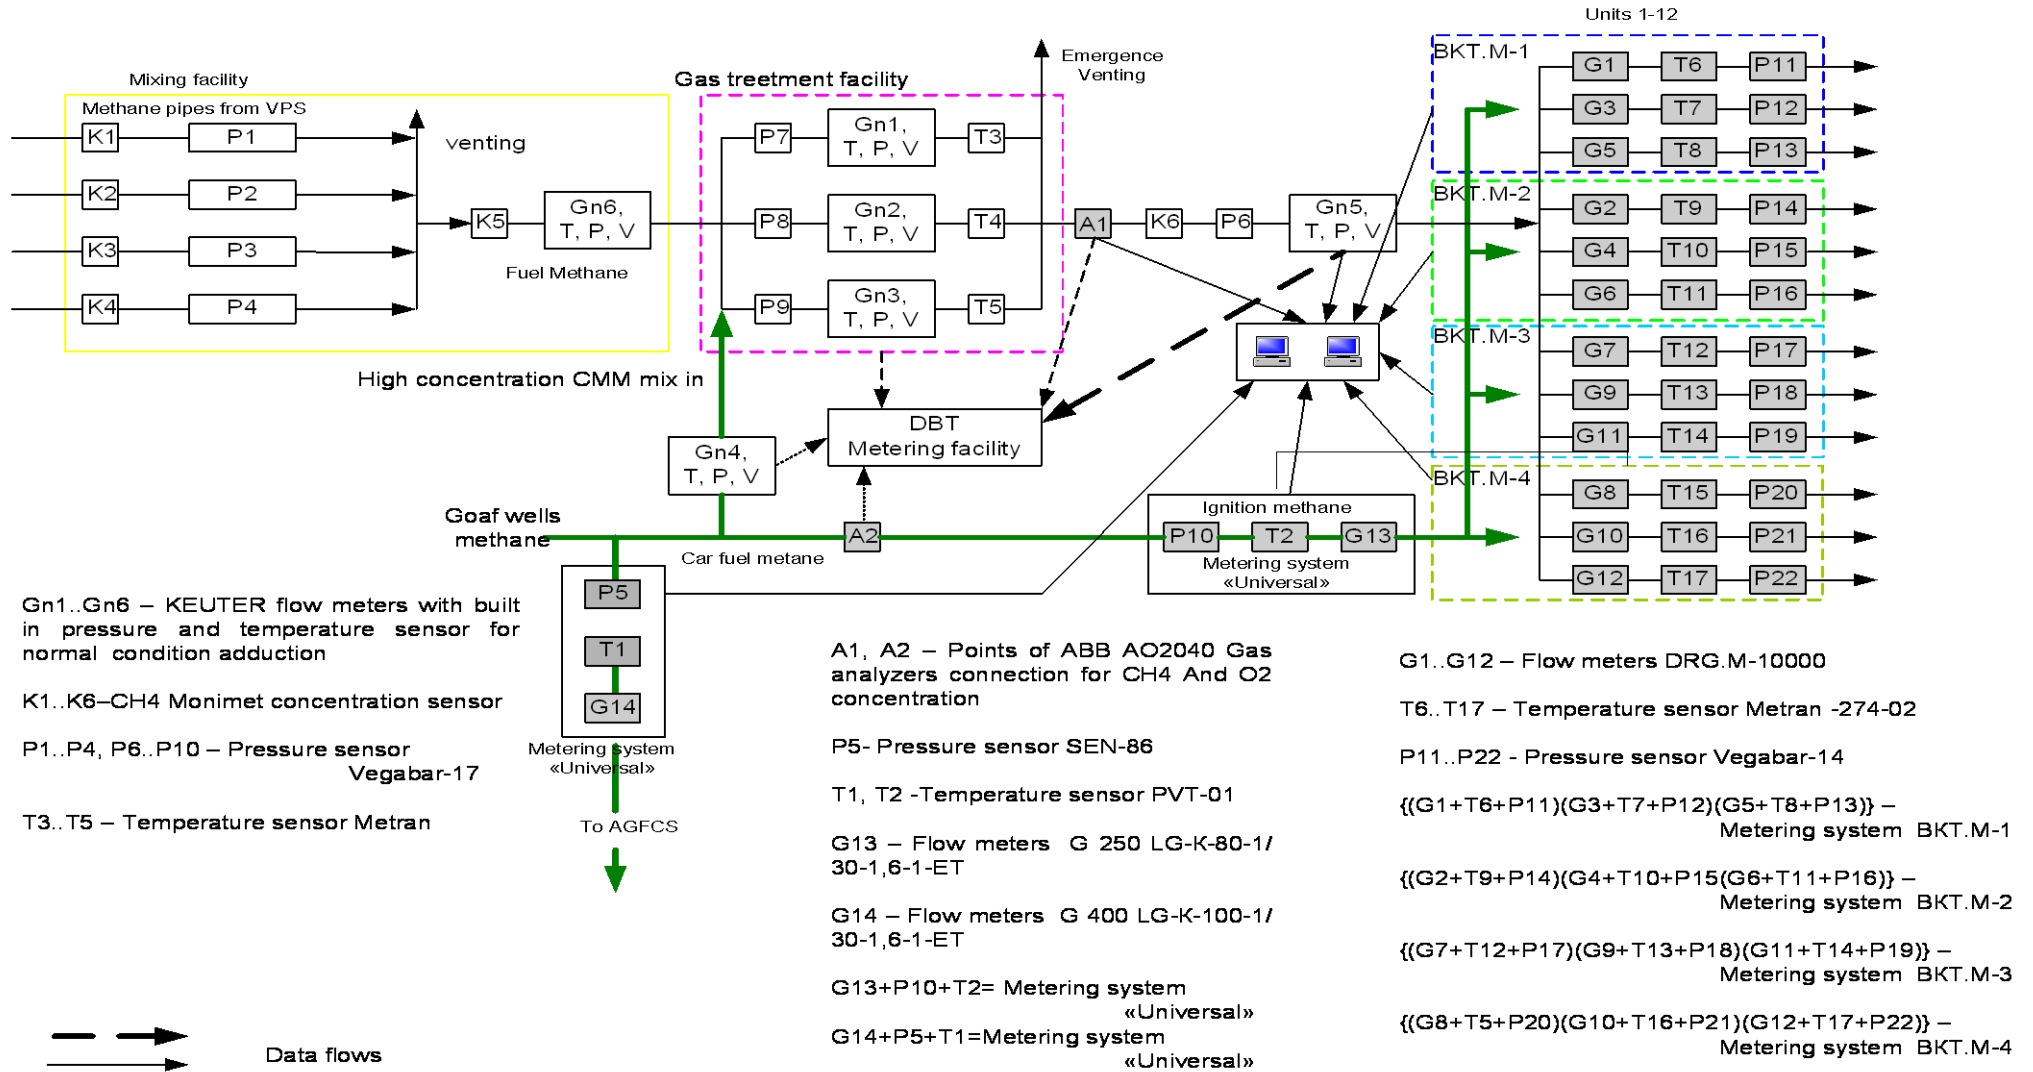 Units 1-12
Mixing facility
Methane pipes from VPS
K1 P1
K2 P2
K3 P3
K4 P4
venting
K5
Gn6,
T, P, V
Fuel Methane
Gas treetment facility
P7
Gn1,
T, P, V
T3
P8
Gn2,
T, P, V
T4
P9
Gn3,
T, P, V
T5
Emergence
Venting
A1
K6
P6
Gn5,
T, P, V
BKT.M-1
G1 T6 P11
G3 T7 P12
G5 T8 P13
BKT.M-2
G2 T9 P14
G4 T10 P15
G6 T11 P16
BKT.M-3
G7 T12 P17
G9 T13 P18
G11 T14 P19
BKT.M-4
G8 T15 P20
G10 T16 P21
G12 T17 P22
High concentration CMM mix in
DBT
Metering facility
Gn4,
T, P, V
Goaf wells
methane
Car fuel metane
A2
Ignition methane
P10 T2 G13
Metering system
«Universal»
P5
T1
G14
Metering system
«Universal»
To AGFCS
Gn1..Gn6 – KEUTER flow meters with built
in pressure and temperature sensor for
normal condition adduction
K1..K6–CH4 Monimet concentration sensor
P1..P4, P6..P10 – Pressure sensor
Vegabar-17
T3..T5 – Temperature sensor Metran
Data flows
A1, A2 – Points of ABB AO2040 Gas
analyzers connection for CH4 And O2
concentration
P5- Pressure sensor SEN-86
T1, T2 -Temperature sensor PVT-01
G13 – Flow meters G 250 LG-K-80-1/
30-1,6-1-ET
G14 – Flow meters G 400 LG-K-100-1/
30-1,6-1-ET
G13+P10+T2= Metering system
«Universal»
G14+P5+T1=Metering system
«Universal»
G1..G12 – Flow meters DRG.M-10000
T6..T17 – Temperature sensor Metran -274-02
P11..P22 - Pressure sensor Vegabar-14
{(G1+T6+P11)(G3+T7+P12)(G5+T8+P13)} –
Metering system BKT.M-1
{(G2+T9+P14)(G4+T10+P15(G6+T11+P16)} –
Metering system BKT.M-2
{(G7+T12+P17)(G9+T13+P18)(G11+T14+P19)} –
Metering system BKT.M-3
{(G8+T5+P20)(G10+T16+P21)(G12+T17+P22)} –
Metering system BKT.M-4